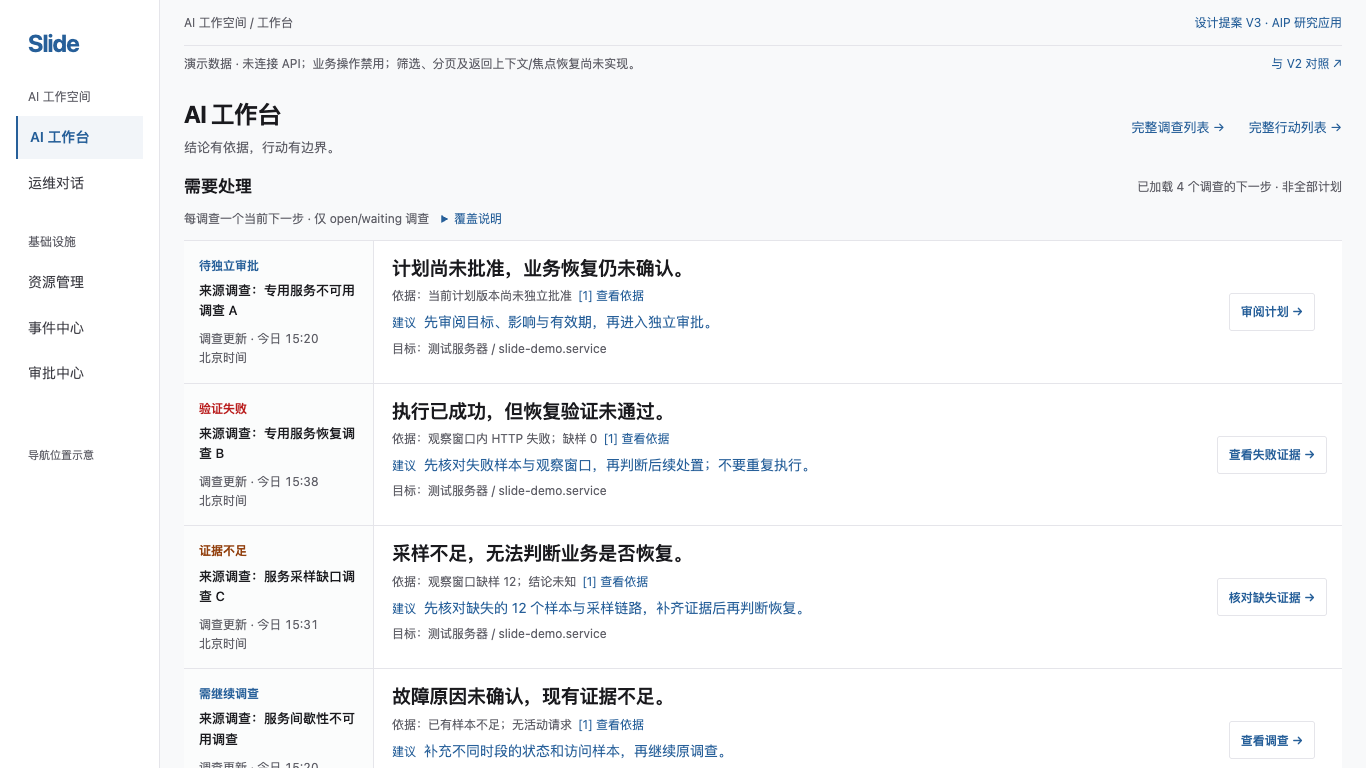 Slide
AI 工作空间
AI 工作台
运维对话
基础设施
资源管理
事件中心
审批中心
导航位置示意
AI 工作空间 / 工作台
设计提案 V3 · AIP 研究应用
演示数据 · 未连接 API；业务操作禁用；筛选、分页及返回上下文/焦点恢复尚未实现。
与 V2 对照 ↗
AI 工作台
结论有依据，行动有边界。
完整调查列表 →
完整行动列表 →
需要处理
已加载 4 个调查的下一步 · 非全部计划
每调查一个当前下一步 · 仅 open/waiting 调查
▶ 覆盖说明
待独立审批
来源调查：专用服务不可用
调查 A
调查更新 · 今日 15:20
北京时间
计划尚未批准，业务恢复仍未确认。
依据：当前计划版本尚未独立批准 [1] 查看依据
建议 先审阅目标、影响与有效期，再进入独立审批。
目标：测试服务器 / slide-demo.service
审阅计划 →
验证失败
来源调查：专用服务恢复调
查 B
调查更新 · 今日 15:38
北京时间
执行已成功，但恢复验证未通过。
依据：观察窗口内 HTTP 失败；缺样 0 [1] 查看依据
建议 先核对失败样本与观察窗口，再判断后续处置；不要重复执行。
目标：测试服务器 / slide-demo.service
查看失败证据 →
证据不足
来源调查：服务采样缺口调
查 C
调查更新 · 今日 15:31
北京时间
采样不足，无法判断业务是否恢复。
依据：观察窗口缺样 12；结论未知 [1] 查看依据
建议 先核对缺失的 12 个样本与采样链路，补齐证据后再判断恢复。
目标：测试服务器 / slide-demo.service
核对缺失证据 →
需继续调查
来源调查：服务间歇性不可
用调查
调查更新 · 今日 15:20
故障原因未确认，现有证据不足。
依据：已有样本不足；无活动请求 [1] 查看依据
建议 补充不同时段的状态和访问样本，再继续原调查。
查看调查 →